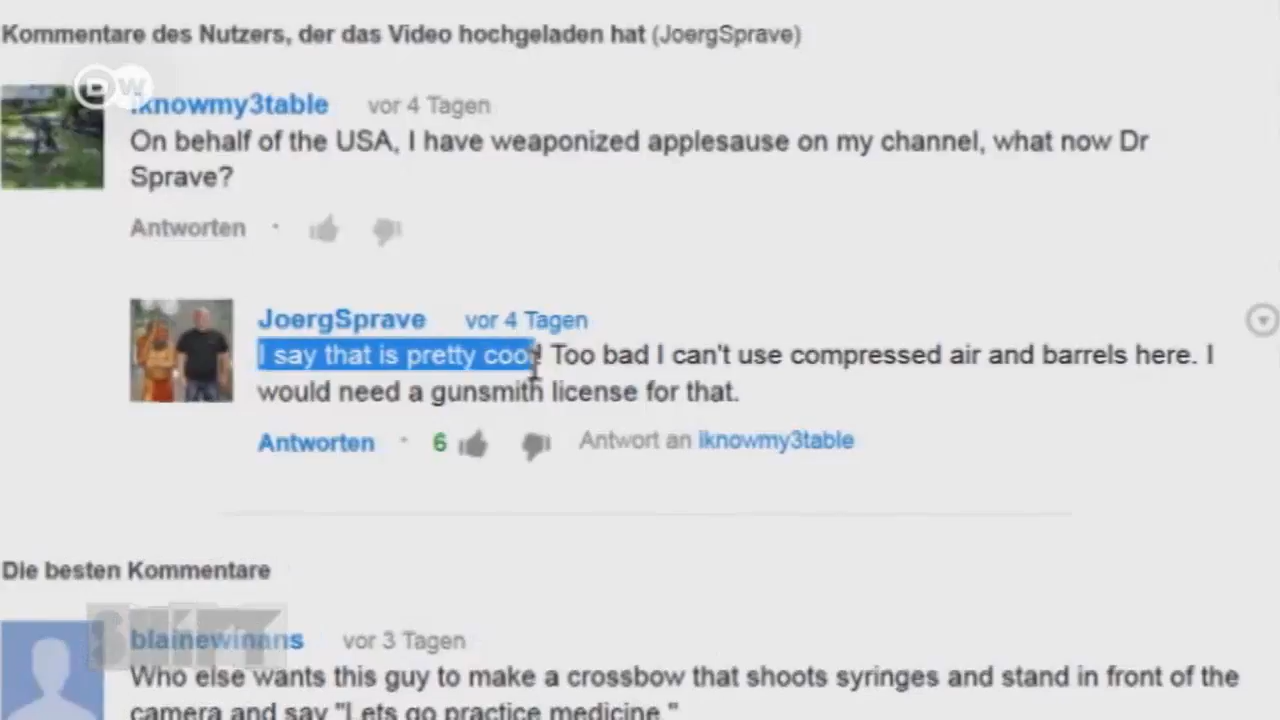 Kommentare des Nutzers, der das Video hochgeladen hat (JoergSprave)
DW
iknowmy3table vor 4 Tagen
On behalf of the USA, I have weaponized applesause on my channel, what now Dr
Sprave?
Antworten ·
JoergSprave vor 4 Tagen
I say that is pretty cool! Too bad I can't use compressed air and barrels here. I
would need a gunsmith license for that.
Antworten · 6 Antwort an iknowmy3table
Die besten Kommentare
SHIFT
blainewinans vor 3 Tagen
Who else wants this guy to make a crossbow that shoots syringes and stand in front of the
camera and say "Lets go practice medicine."